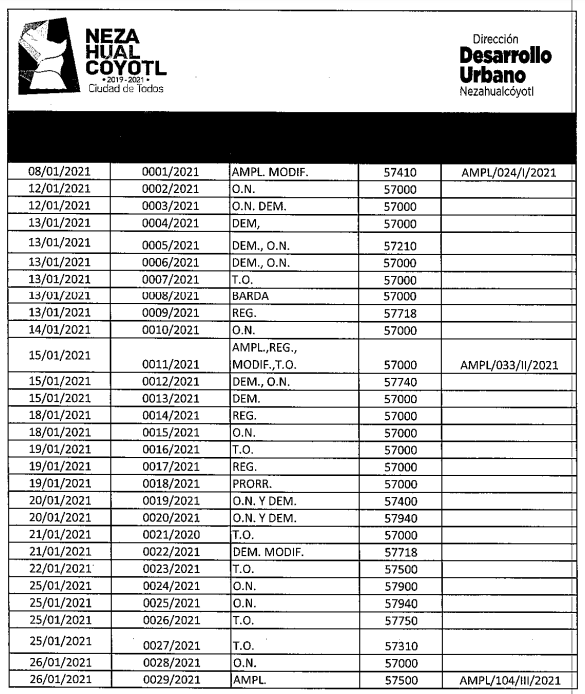 NEZA
HUAL
CÓYOTL
• 2019 - 2021 •
Ciudad de Todos
Dirección
Desarrollo
Urbano
Nezahualcóyotl
08/01/2021 0001/2021 AMPL. MODIF. 57410 AMPL/024/I/2021
12/01/2021 0002/2021 O.N. 57000
12/01/2021 0003/2021 O.N. DEM. 57000
13/01/2021 0004/2021 DEM, 57000
13/01/2021 0005/2021 DEM., O.N. 57210
13/01/2021 0006/2021 DEM., O.N. 57000
13/01/2021 0007/2021 T.O. 57000
13/01/2021 0008/2021 BARDA 57000
13/01/2021 0009/2021 REG. 57718
14/01/2021 0010/2021 O.N. 57000
AMPL.,REG.,
15/01/2021 0011/2021 MODIF.,T.O. 57000 AMPL/033/II/2021
15/01/2021 0012/2021 DEM., O.N. 57740
15/01/2021 0013/2021 DEM. 57000
18/01/2021 0014/2021 REG. 57000
18/01/2021 0015/2021 O.N. 57000
19/01/2021 0016/2021 T.O. 57000
19/01/2021 0017/2021 REG. 57000
19/01/2021 0018/2021 PRORR. 57000
20/01/2021 0019/2021 O.N. Y DEM. 57400
20/01/2021 0020/2021 O.N. Y DEM. 57940
21/01/2021 0021/2020 T.O. 57000
21/01/2021 0022/2021 DEM. MODIF. 57718
22/01/2021 0023/2021 T.O. 57500
25/01/2021 0024/2021 O.N. 57900
25/01/2021 0025/2021 O.N. 57940
25/01/2021 0026/2021 T.O. 57750
25/01/2021 0027/2021 T.O. 57310
26/01/2021 0028/2021 O.N. 57000
26/01/2021 0029/2021 AMPL. 57500 AMPL/104/III/2021